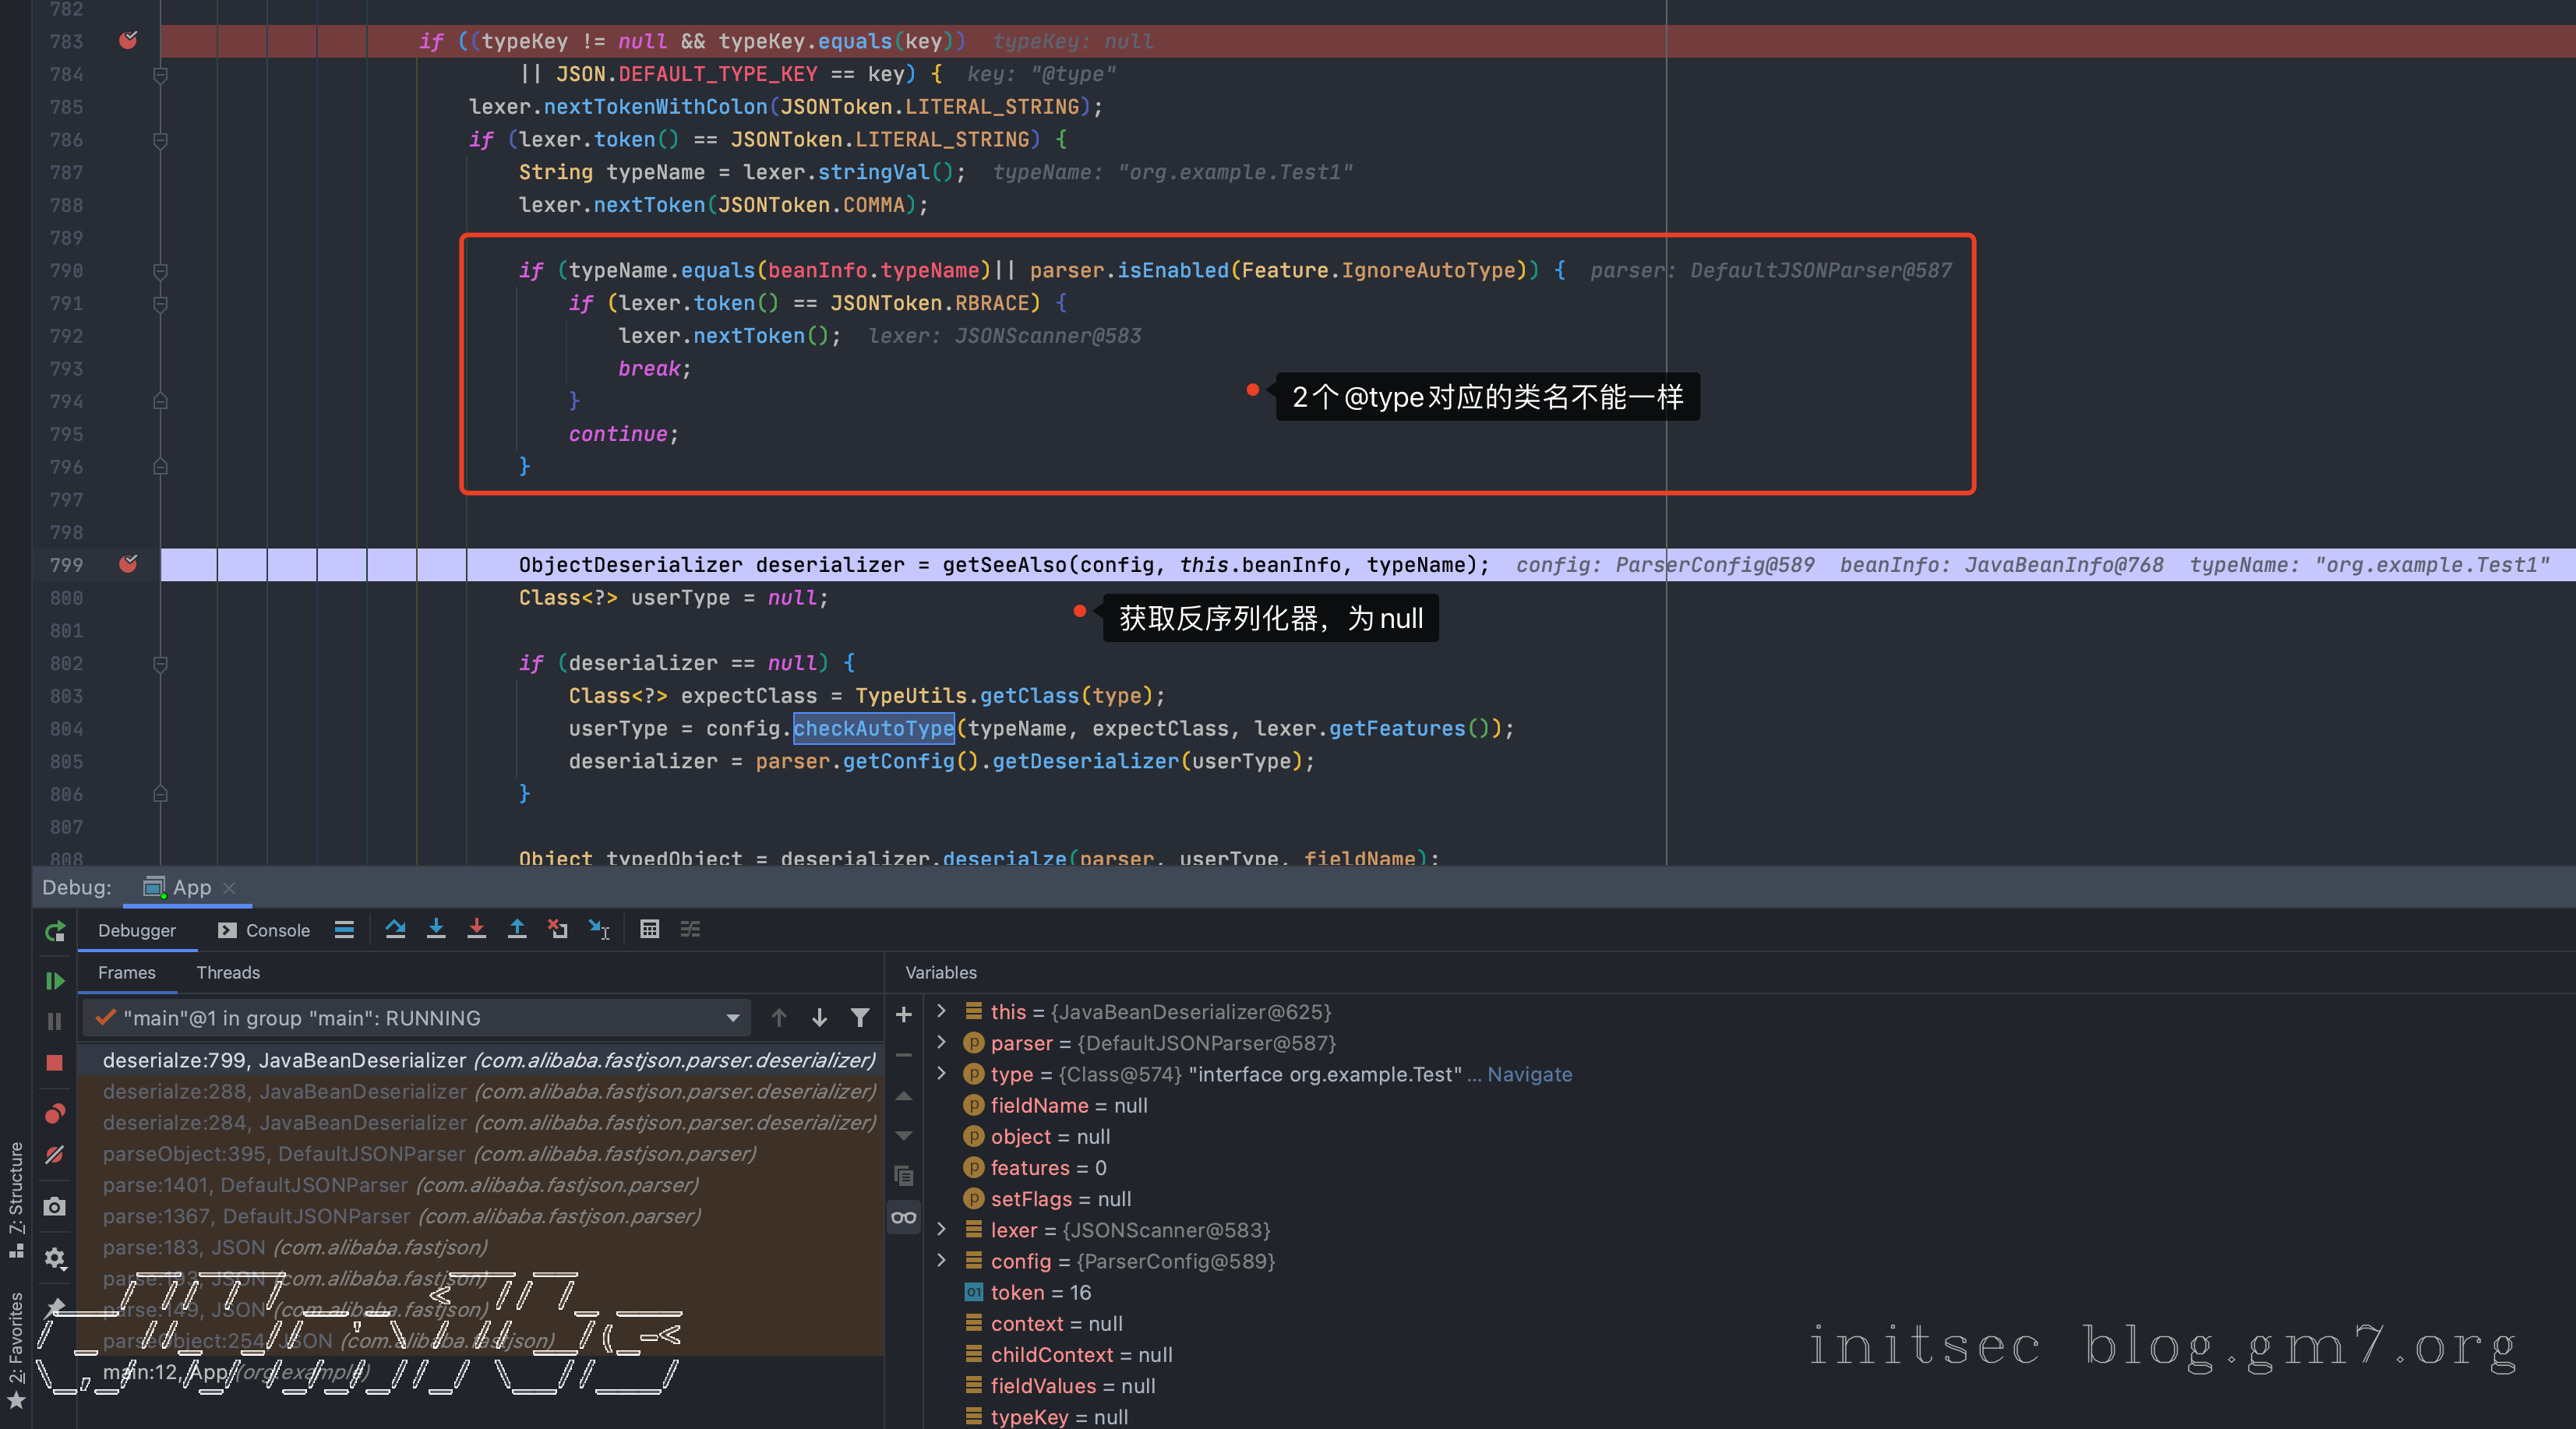 782
783 if ((typeKey != null && typeKey.equals(key)) typeKey: null
784 || JSON.DEFAULT_TYPE_KEY == key) { key: "@type"
785 lexer.nextTokenWithColon(JSONToken.LITERAL_STRING);
786 if (lexer.token() == JSONToken.LITERAL_STRING) {
787 String typeName = lexer.stringVal(); typeName: "org.example.Test1"
788 lexer.nextToken(JSONToken.COMMA);
789
790 if (typeName.equals(beanInfo.typeName)|| parser.isEnabled(Feature.IgnoreAutoType)) { parser: DefaultJSONParser@587
791 if (lexer.token() == JSONToken.RBRACE) {
792 lexer.nextToken(); lexer: JSONScanner@583
793 break;
2个@type对应的类名不能一样
794 }
795 continue;
796 }
797
798
799 ObjectDeserializer deserializer = getSeeAlso(config, this.beanInfo, typeName); config: ParserConfig@589 beanInfo: JavaBeanInfo@768 typeName: "org.example.Test1"
800 Class<?> userType = null;
获取反序列化器，为null
801
802 if (deserializer == null) {
803 Class<?> expectClass = TypeUtils.getClass(type);
804 userType = config.checkAutoType(typeName, expectClass, lexer.getFeatures());
805 deserializer = parser.getConfig().getDeserializer(userType);
806 }
807
808 Object typedObject = deserializer.deserialze(parser, userType, fieldName);
Debug: App
Debugger Console
Frames Threads
"main"@1 in group "main": RUNNING
deserialze:799, JavaBeanDeserializer (com.alibaba.fastjson.parser.deserializer)
deserialze:288, JavaBeanDeserializer (com.alibaba.fastjson.parser.deserializer)
deserialze:284, JavaBeanDeserializer (com.alibaba.fastjson.parser.deserializer)
parseObject:395, DefaultJSONParser (com.alibaba.fastjson.parser)
parse:1401, DefaultJSONParser (com.alibaba.fastjson.parser)
parse:1367, DefaultJSONParser (com.alibaba.fastjson.parser)
parse:183, JSON (com.alibaba.fastjson)
parse:193, JSON (com.alibaba.fastjson)
parse:149, JSON (com.alibaba.fastjson)
parseObject:254, JSON (com.alibaba.fastjson)
main:12, App (org.example)
Variables
this = {JavaBeanDeserializer@625}
parser = {DefaultJSONParser@587}
type = {Class@574} "interface org.example.Test" ... Navigate
fieldName = null
object = null
features = 0
setFlags = null
lexer = {JSONScanner@583}
config = {ParserConfig@589}
token = 16
context = null
childContext = null
fieldValues = null
typeKey = null
Z: Structure
2: Favorites
initsec blog.gm7.org